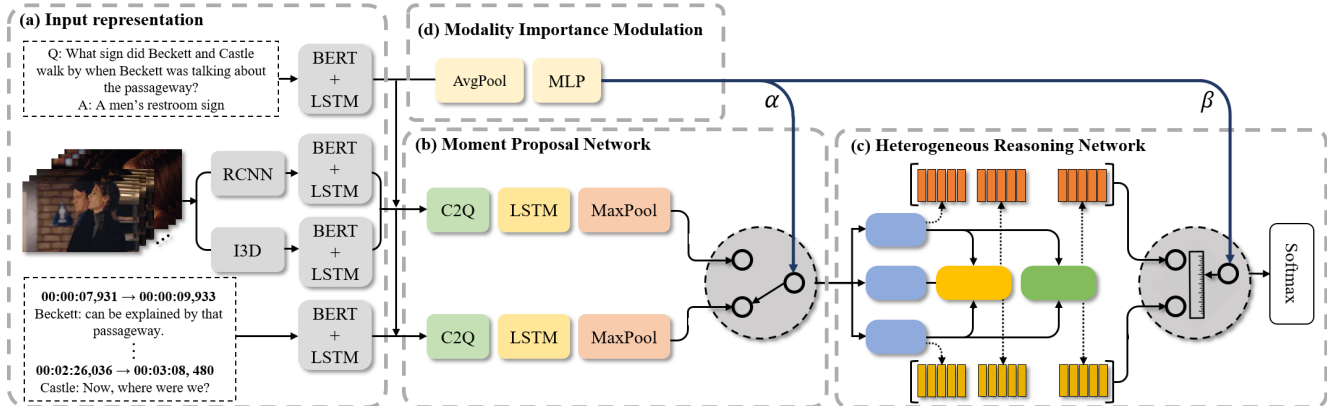 (a) Input representation
Q: What sign did Beckett and Castle
walk by when Beckett was talking about
the passageway?
A: A men's restroom sign
BERT
+
LSTM
RCNN
BERT
+
LSTM
I3D
BERT
+
LSTM
00:00:07,931 → 00:00:09,933
Beckett: can be explained by that
passageway.
⋮
00:02:26,036 → 00:03:08, 480
Castle: Now, where were we?
BERT
+
LSTM
(d) Modality Importance Modulation
AvgPool
MLP
α
β
(b) Moment Proposal Network
C2Q
LSTM
MaxPool
C2Q
LSTM
MaxPool
(c) Heterogeneous Reasoning Network
Softmax